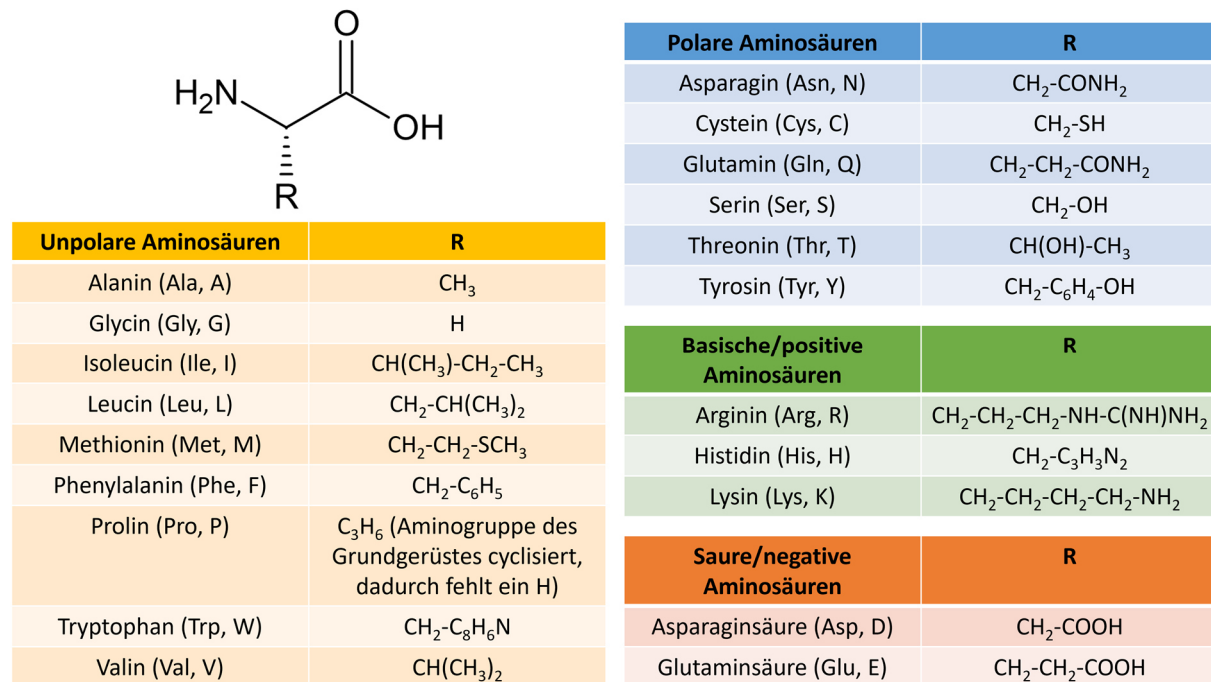 O
H₂N
OH
R
Unpolare Aminosäuren R
Alanin (Ala, A) CH₃
Glycin (Gly, G) H
Isoleucin (Ile, I) CH(CH₃)-CH₂-CH₃
Leucin (Leu, L) CH₂-CH(CH₃)₂
Methionin (Met, M) CH₂-CH₂-SCH₃
Phenylalanin (Phe, F) CH₂-C₆H₅
Prolin (Pro, P) C₃H₆ (Aminogruppe des
Grundgerüstes cyclisiert,
dadurch fehlt ein H)
Tryptophan (Trp, W) CH₂-C₈H₆N
Valin (Val, V) CH(CH₃)₂
Polare Aminosäuren R
Asparagin (Asn, N) CH₂-CONH₂
Cystein (Cys, C) CH₂-SH
Glutamin (Gln, Q) CH₂-CH₂-CONH₂
Serin (Ser, S) CH₂-OH
Threonin (Thr, T) CH(OH)-CH₃
Tyrosin (Tyr, Y) CH₂-C₆H₄-OH
Basische/positive R
Aminosäuren
Arginin (Arg, R) CH₂-CH₂-CH₂-NH-C(NH)NH₂
Histidin (His, H) CH₂-C₃H₃N₂
Lysin (Lys, K) CH₂-CH₂-CH₂-CH₂-NH₂
Saure/negative R
Aminosäuren
Asparaginsäure (Asp, D) CH₂-COOH
Glutaminsäure (Glu, E) CH₂-CH₂-COOH